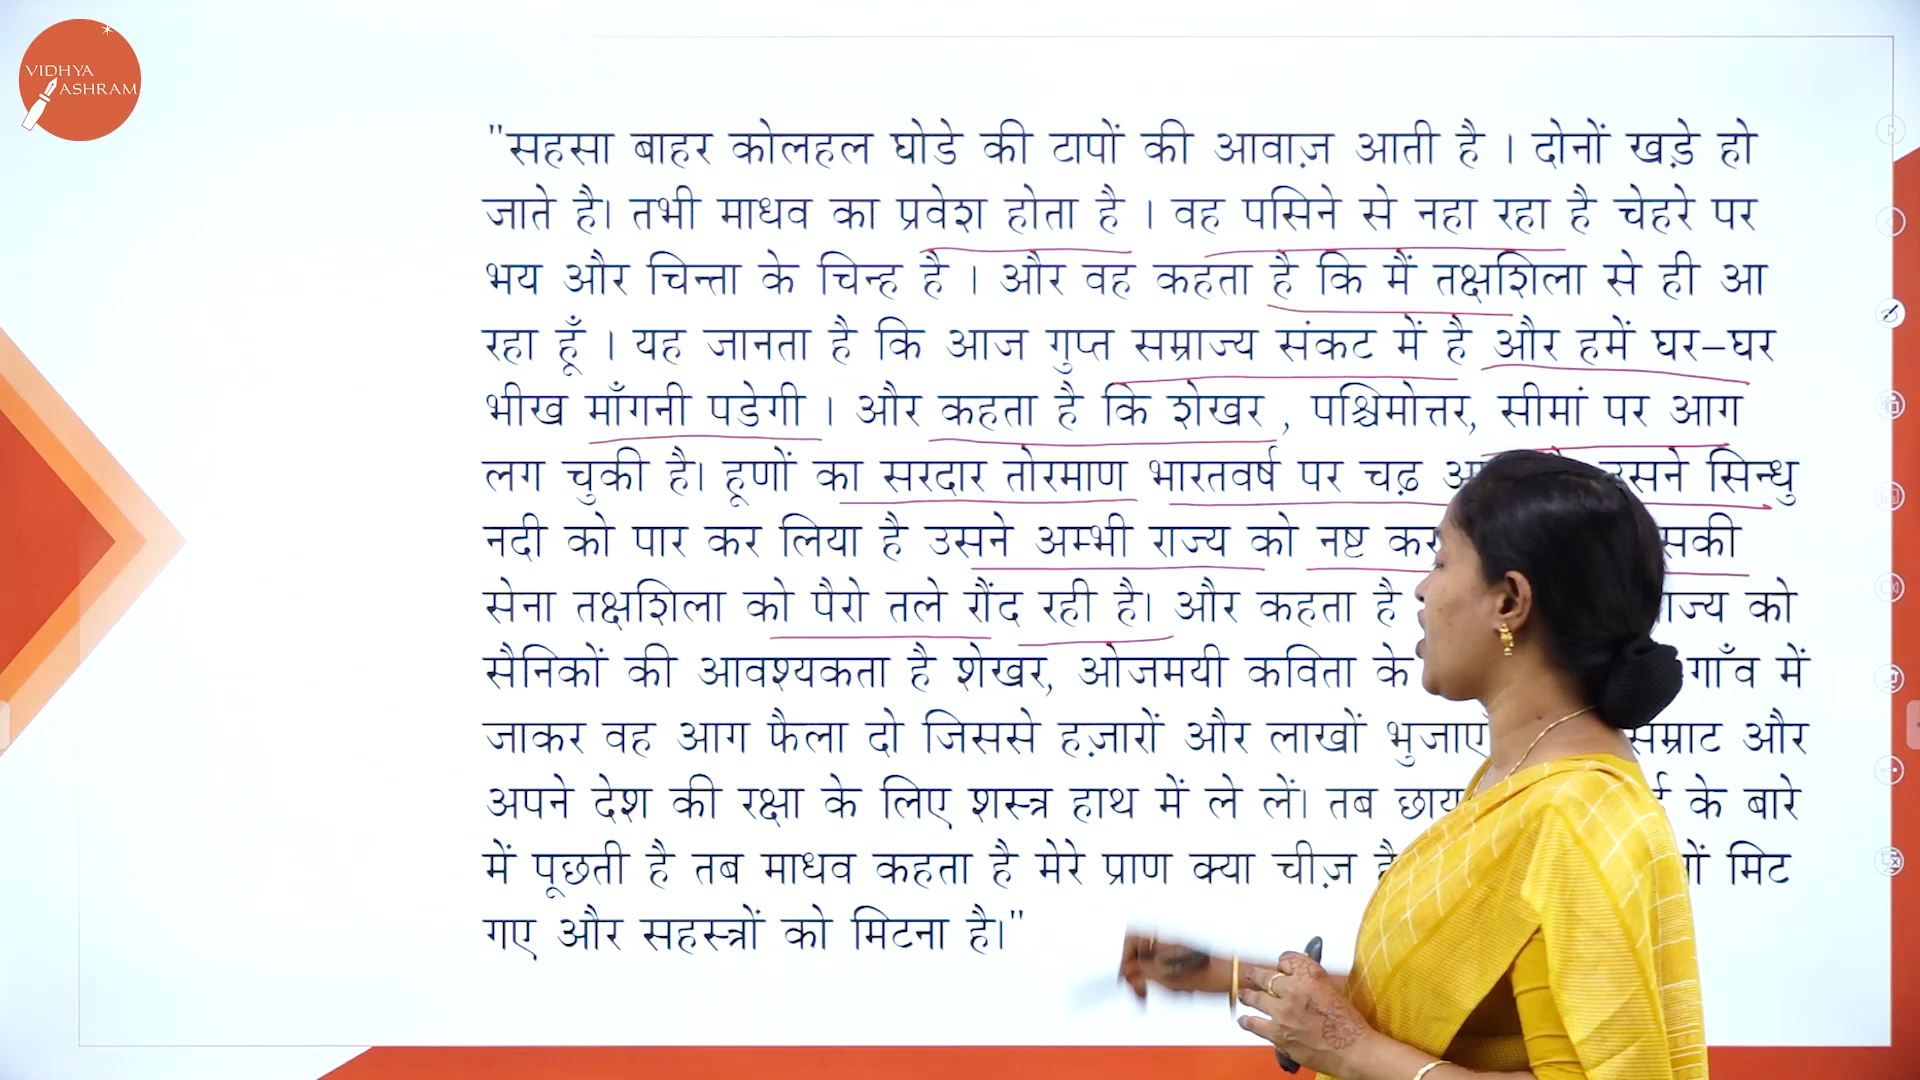 VIDHYA
ASHRAM
"सहसा बाहर कोलहल घोडे की टापों की आवाज़ आती है । दोनों खड़े हो
जाते है। तभी माधव का प्रवेश होता है । वह पसिने से नहा रहा है चेहरे पर
भय और चिन्ता के चिन्ह है । और वह कहता है कि मैं तक्षशिला से ही आ
रहा हूँ । यह जानता है कि आज गुप्त सम्राज्य संकट में है और हमें घर–घर
भीख माँगनी पडेगी । और कहता है कि शेखर , पश्चिमोत्तर, सीमां पर आग
लग चुकी है। हूणों का सरदार तोरमाण भारतवर्ष पर चढ़ सिन्धु
नदी को पार कर लिया है उसने अम्भी राज्य को नष्ट
सेना तक्षशिला को पैरो तले रौंद रही है। और कहता है को
सैनिकों की आवश्यकता है शेखर, ओजमयी कविता के गाँव में
जाकर वह आग फैला दो जिससे हज़ारों और लाखों सम्राट और
अपने देश की रक्षा के लिए शस्त्र हाथ में ले लें। तब के बारे
में पूछती है तब माधव कहता है मेरे प्राण क्या चीज़ मिट
गए और सहस्त्रों को मिटना है।"